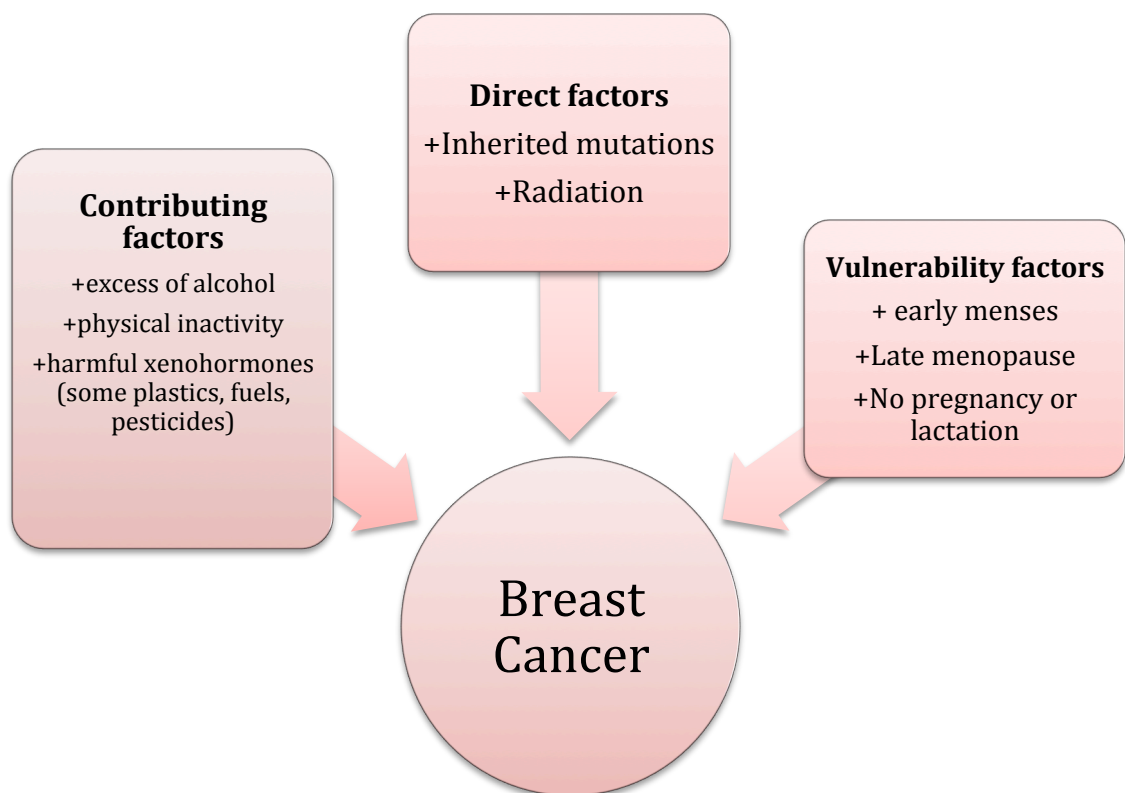 Contributing
factors
+excess of alcohol
+physical inactivity
+harmful xenohormones
(some plastics, fuels,
pesticides)
Direct factors
+Inherited mutations
+Radiation
Vulnerability factors
+ early menses
+Late menopause
+No pregnancy or
lactation
Breast
Cancer